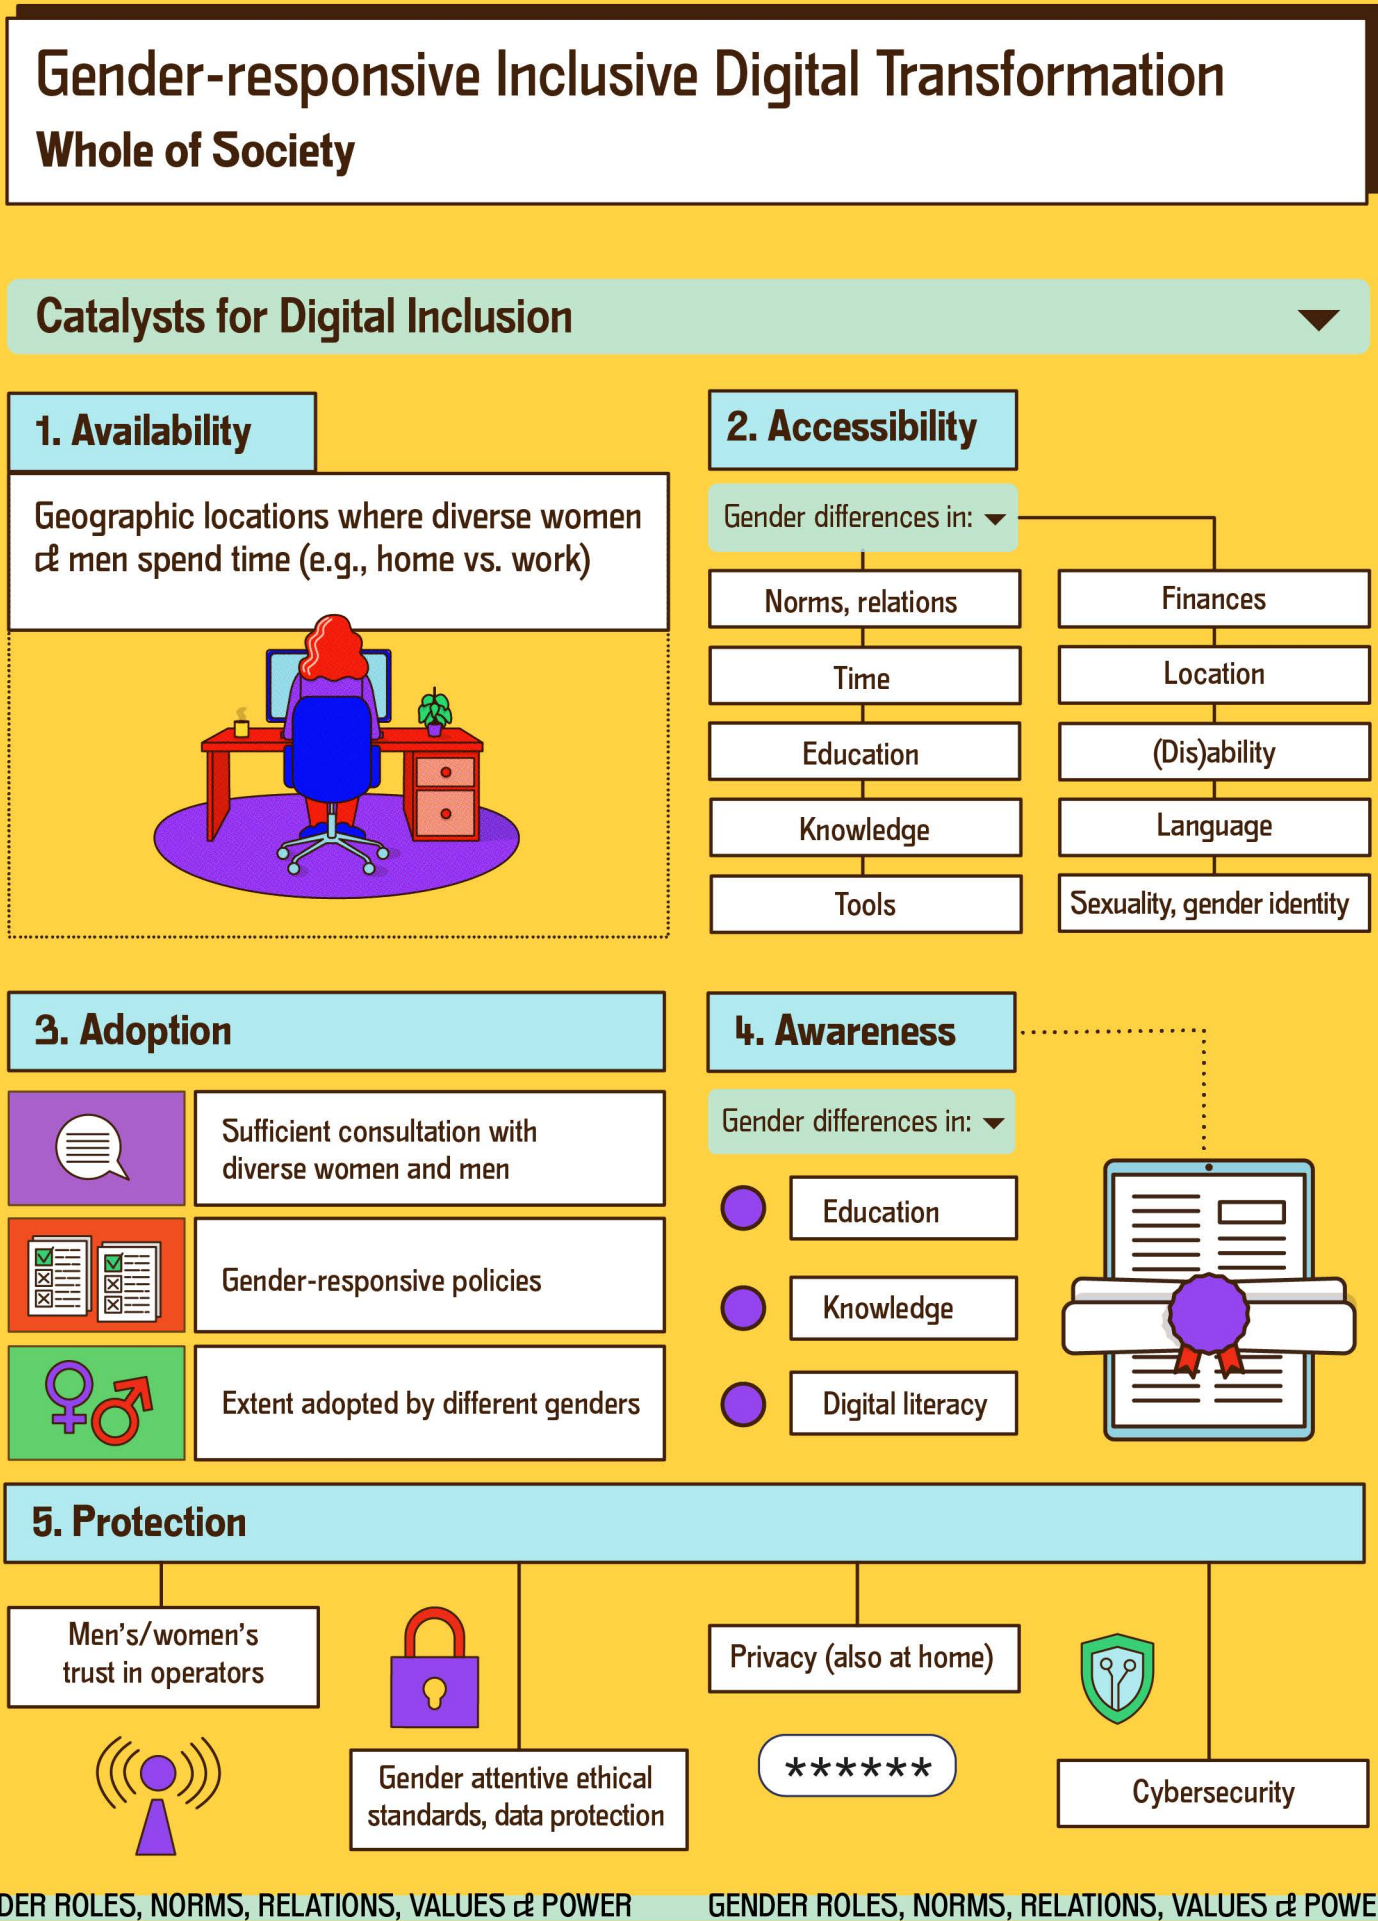 Gender-responsive Inclusive Digital Transformation
Whole of Society
Catalysts for Digital Inclusion
1. Availability
Geographic locations where diverse women
& men spend time (e.g., home vs. work)
2. Accessibility
Gender differences in:
Norms, relations
Time
Education
Knowledge
Tools
Finances
Location
(Dis)ability
Language
Sexuality, gender identity
3. Adoption
Sufficient consultation with
diverse women and men
Gender-responsive policies
Extent adopted by different genders
4. Awareness
Gender differences in:
Education
Knowledge
Digital literacy
5. Protection
Men's/women's
trust in operators
Gender attentive ethical
standards, data protection
Privacy (also at home)
******
Cybersecurity
DER ROLES, NORMS, RELATIONS, VALUES & POWER
GENDER ROLES, NORMS, RELATIONS, VALUES & POWE